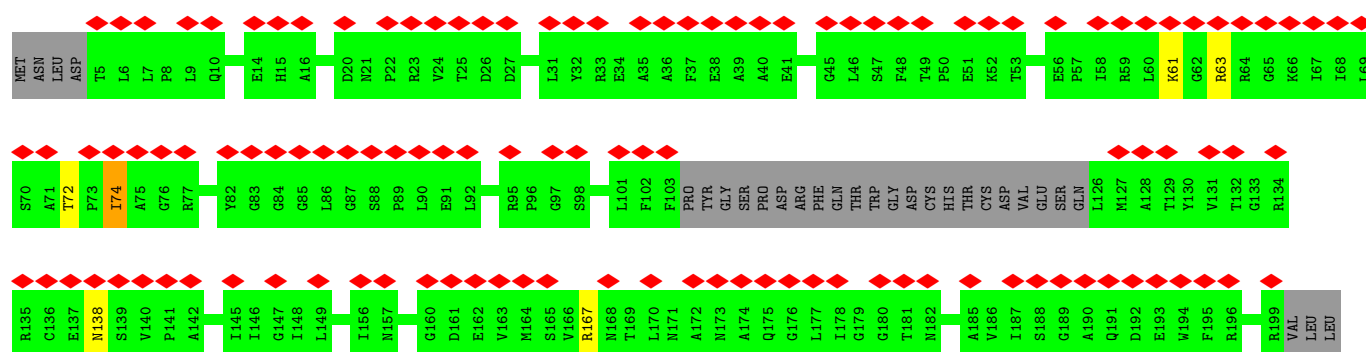 MET ASN LEU ASP T5 L6 L7 P8 L9 Q10 E14 H15 A16 D20 N21 P22 R23 V24 T25 D26 D27 L31 Y32 R33 E34 A35 A36 F37 E38 A39 A40 E41 G45 L46 S47 F48 T49 P50 E51 K52 T53 E56 P57 I58 R59 L60 K61 G62 R63 R64 G65 K66 I67 I68 L69
S70 A71 T72 P73 I74 A75 G76 R77 Y82 G83 G84 G85 L86 G87 S88 P89 L90 E91 L92 R95 P96 G97 S98 L101 F102 F103 PRO TYR GLY SER PRO ASP ARG PHE GLN THR TRP GLY ASP CYS HIS THR CYS ASP VAL GLU SER GLN L126 M127 A128 T129 Y130 V131 T132 G133 R134
R135 C136 E137 N138 S139 V140 P141 A142 I145 I146 G147 I148 L149 I156 N157 G160 D161 E162 V163 M164 S165 V166 R167 N168 T169 L170 N171 A172 N173 A174 Q175 G176 L177 I178 G179 G180 T181 N182 A185 V186 I187 S188 G189 A190 Q191 D192 E193 W194 F195 R196 R199 VAL LEU LEU